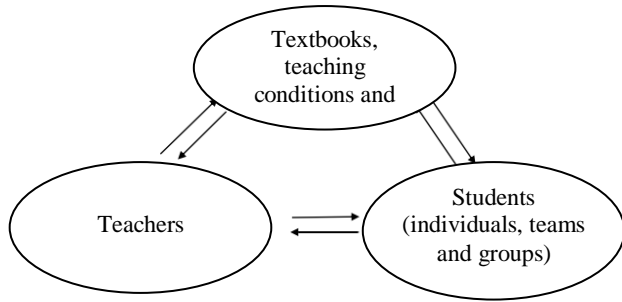 Textbooks,
teaching
conditions and
Teachers
Students
(individuals, teams
and groups)